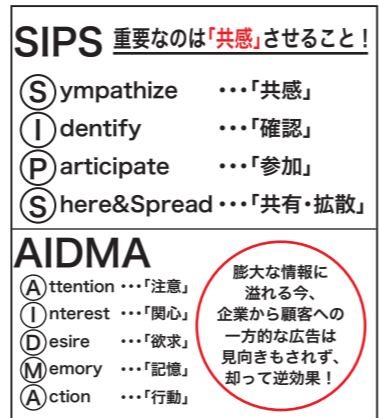 SIPS 重要なのは「共感」させること！
Sympathize ･･･「共感」
Identify ･･･「確認」
Participate ･･･「参加」
Shere&Spread ･･･「共有・拡散」
AIDMA
Attention ･･･「注意」
Interest ･･･「関心」
Desire ･･･「欲求」
Memory ･･･「記憶」
Action ･･･「行動」
膨大な情報に
溢れる今、
企業から顧客への
一方的な広告は
見向きもされず、
却って逆効果！